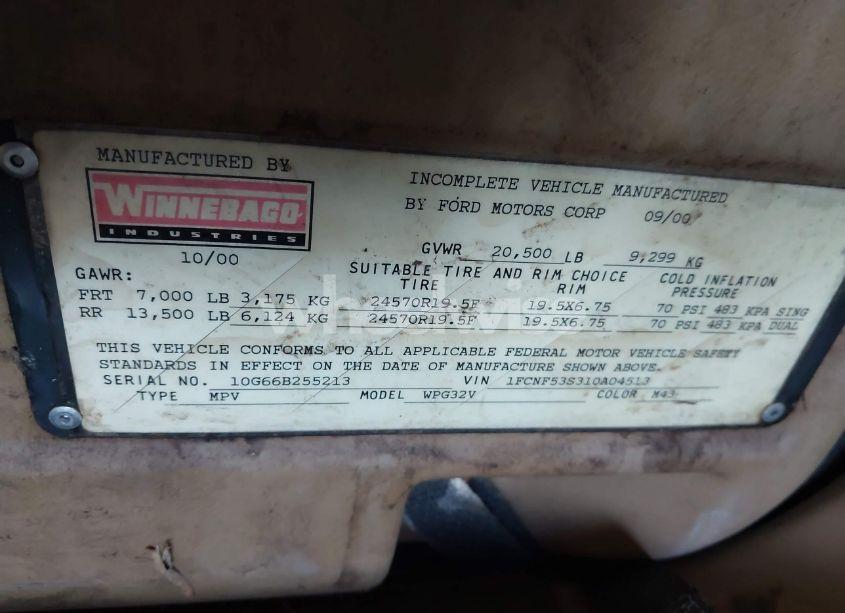 MANUFACTURED BY
WINNEBAGO
INDUSTRIES
10/00
INCOMPLETE VEHICLE MANUFACTURED
BY FORD MOTORS CORP 09/00
GVWR 20,500 LB 9,299 KG
GAWR: SUITABLE TIRE AND RIM CHOICE COLD INFLATION
TIRE RIM PRESSURE
FRT 7,000 LB 3,175 KG 24570R19.5F 19.5X6.75 70 PSI 483 KPA SING
RR 13,500 LB 6,124 KG 24570R19.5F 19.5X6.75 70 PSI 483 KPA DUAL
THIS VEHICLE CONFORMS TO ALL APPLICABLE FEDERAL MOTOR VEHICLE SAFETY
STANDARDS IN EFFECT ON THE DATE OF MANUFACTURE SHOWN ABOVE.
SERIAL NO. 10G66B255213 VIN 1FCNF53S310A04513
TYPE MPV MODEL WPG32V COLOR M43